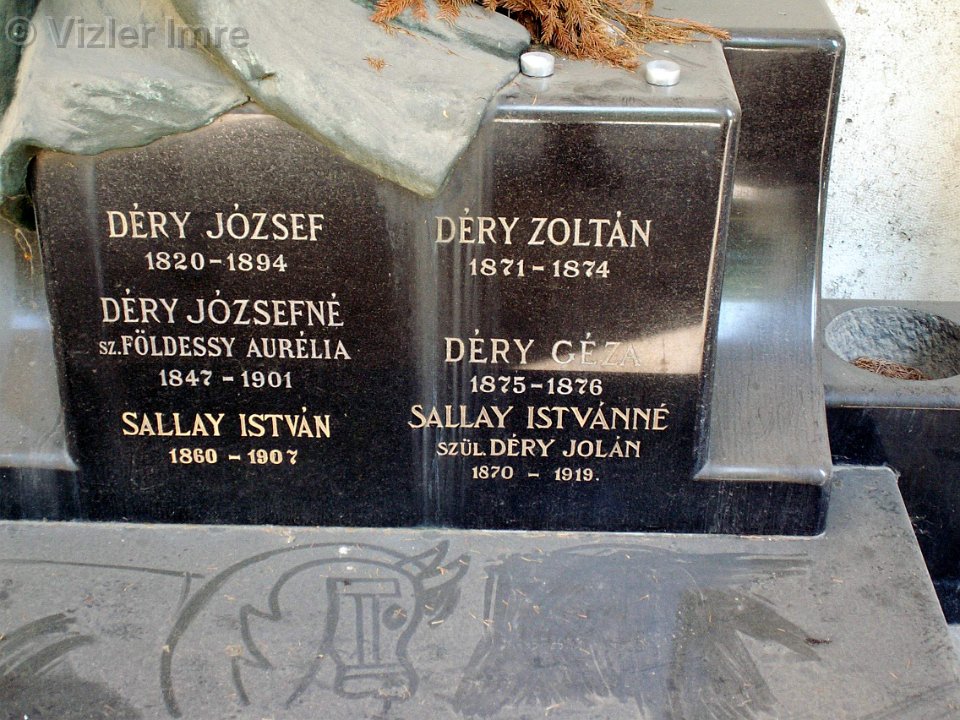 © Vizler Imre
DÉRY JÓZSEF
1820-1894
DÉRY JÓZSEFNÉ
SZ. FÖLDESSY AURÉLIA
1847-1901
SALLAY ISTVÁN
1860-1907
DÉRY ZOLTÁN
1871-1874
DÉRY GÉZA
1875-1876
SALLAY ISTVÁNNÉ
SZÜL. DÉRY JOLÁN
1870-1919.